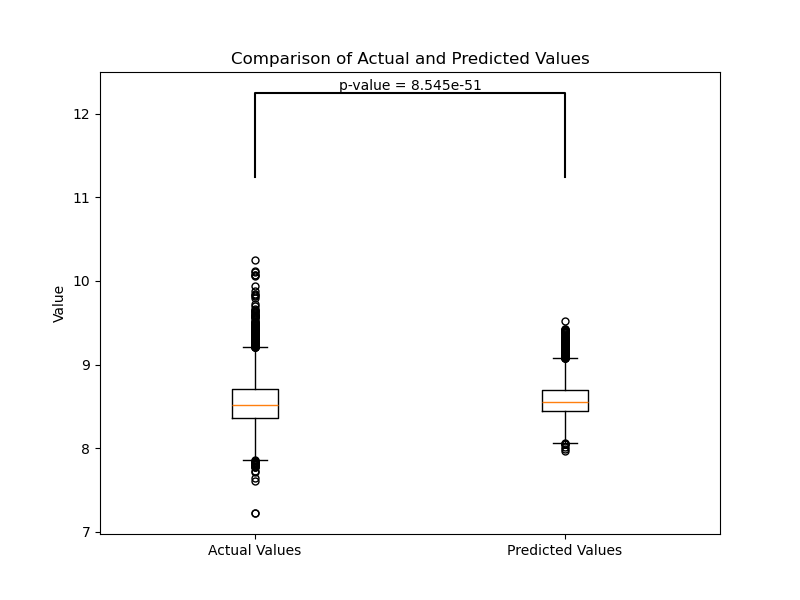 Comparison of Actual and Predicted Values
p-value = 8.545e-51
12
11
10
9
8
7
Value
Actual Values
Predicted Values